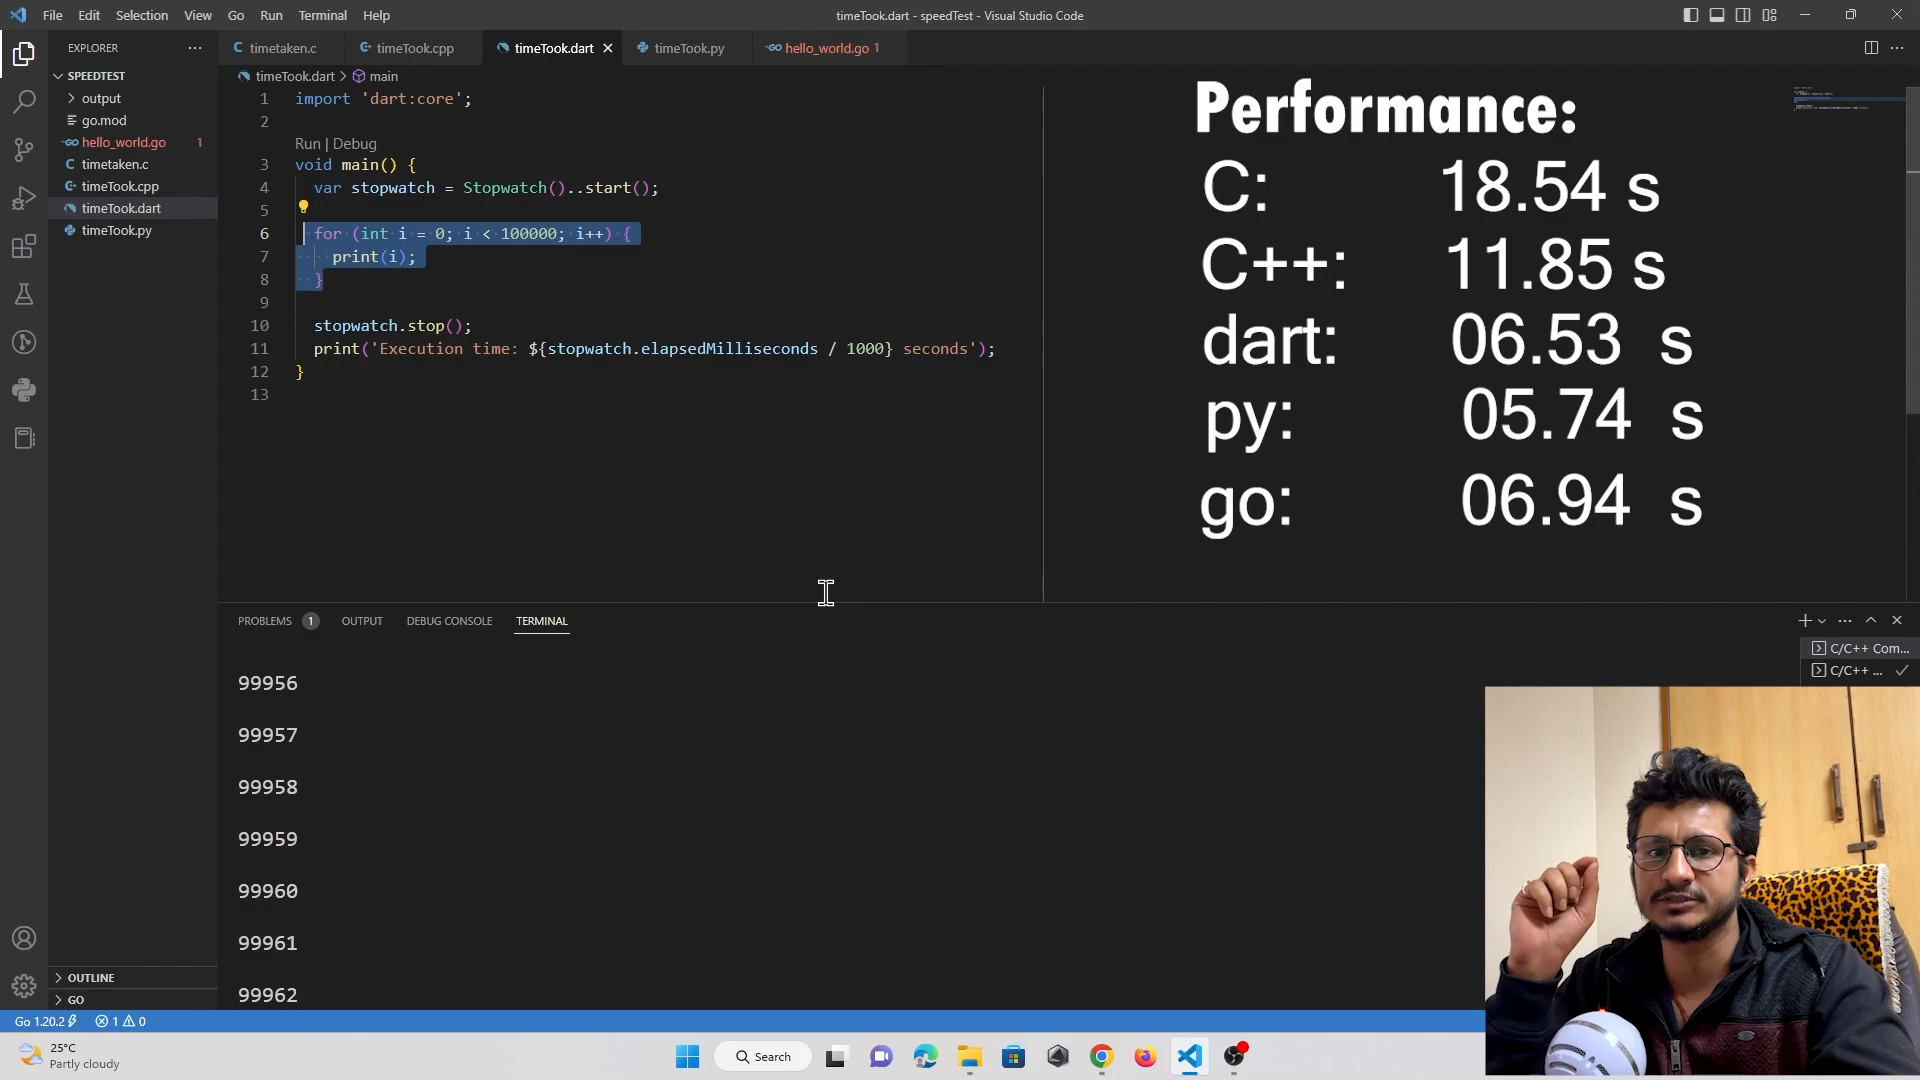 File Edit Selection View Go Run Terminal Help
timeTook.dart - speedTest - Visual Studio Code
EXPLORER
SPEEDTEST
output
go.mod
hello_world.go 1
timetaken.c
timeTook.cpp
timeTook.dart
timeTook.py
OUTLINE
GO
timetaken.c timeTook.cpp timeTook.dart timeTook.py hello_world.go 1
timeTook.dart > main
1 import 'dart:core';
2
Run | Debug
3 void main() {
4 var stopwatch = Stopwatch()..start();
5
6 for (int i = 0; i < 100000; i++) {
7 print(i);
8 }
9
10 stopwatch.stop();
11 print('Execution time: ${stopwatch.elapsedMilliseconds / 1000} seconds');
12 }
13
Performance:
C: 18.54 s
C++: 11.85 s
dart: 06.53 s
py: 05.74 s
go: 06.94 s
PROBLEMS 1 OUTPUT DEBUG CONSOLE TERMINAL
C/C++ Com...
C/C++ ...
99956
99957
99958
99959
99960
99961
99962
Go 1.20.2 1 0
25°C
Partly cloudy
Search